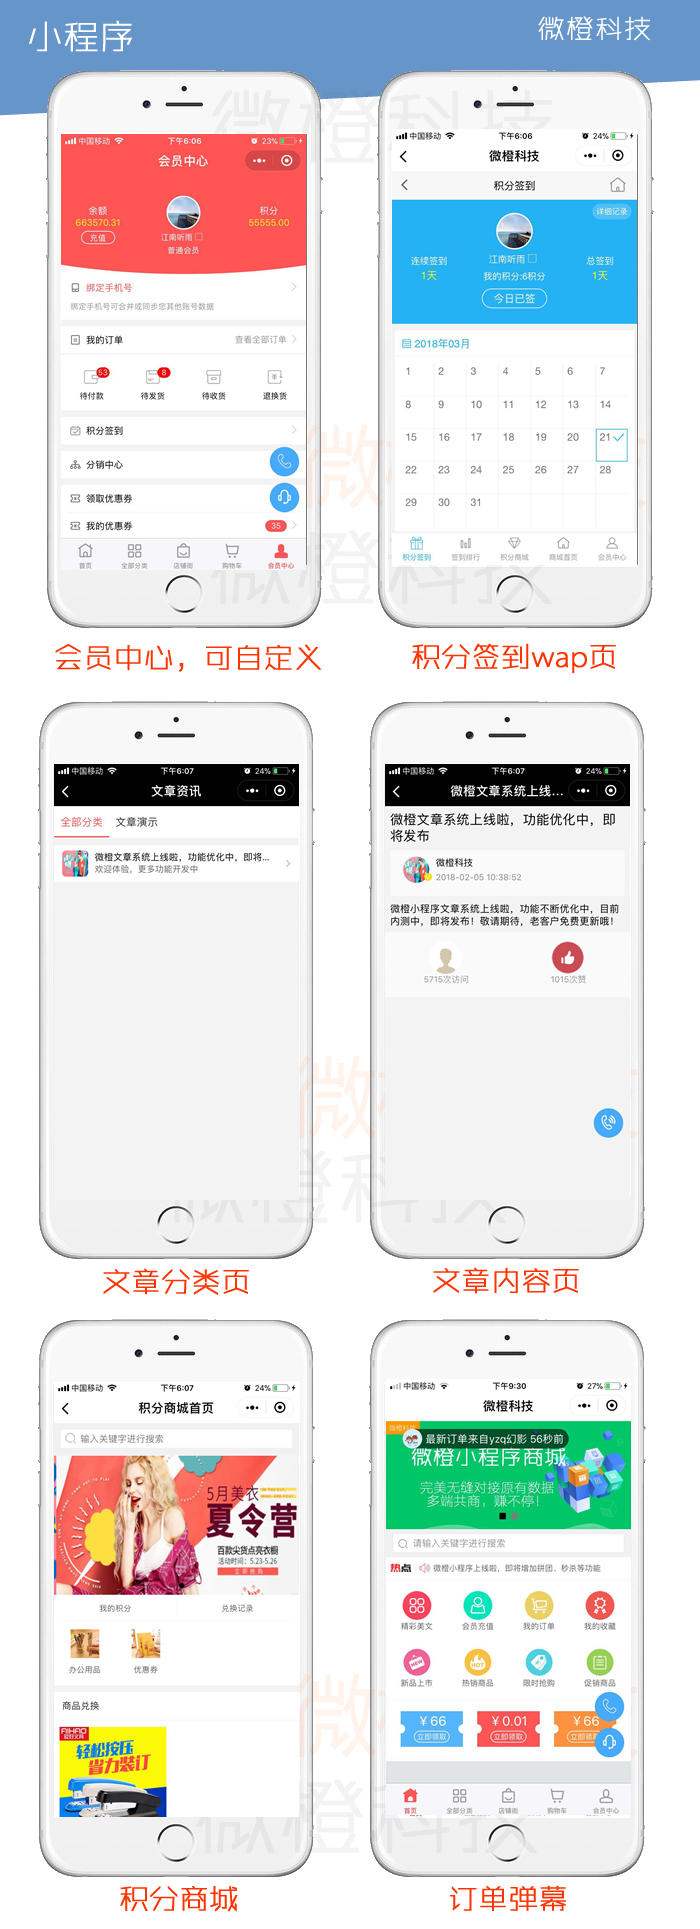 小程序
微橙科技
中国移动
下午6:06
23%
会员中心
余额
663570.31
充值
江南听雨
普通会员
积分
55555.00
绑定手机号
绑定手机号可合并或同步您其他账号数据
我的订单
查看全部订单
53
8
待付款
待发货
待收货
退换货
积分签到
分销中心
领取优惠券
我的优惠券
35
首页
全部分类
店铺街
购物车
会员中心
中国移动
下午6:06
24%
微橙科技
积分签到
详细记录
连续签到
1天
江南听雨
我的积分:6积分
今日已签
总签到
1天
2018年03月
1 2 3 4 5 6 7
8 9 10 11 12 13 14
15 16 17 18 19 20 21
22 23 24 25 26 27 28
29 30 31
积分签到
签到排行
积分商城
商城首页
会员中心
会员中心，可自定义
积分签到wap页
中国移动
下午6:07
24%
文章资讯
全部分类
文章演示
微橙文章系统上线啦，功能优化中，即将...
欢迎体验，更多功能开发中
中国移动
下午6:07
24%
微橙文章系统上线...
微橙文章系统上线啦，功能优化中，即
将发布
微橙科技
2018-02-05 10:38:52
微橙小程序文章系统上线啦，功能不断优化中，目前
内测中，即将发布！敬请期待，老客户免费更新哦！
5715次访问
1015次赞
文章分类页
文章内容页
中国移动
下午6:07
24%
积分商城首页
输入关键字进行搜索
5月美衣
夏令营
百款尖货点亮衣橱
活动时间：5.23-5.26
立即抢购
我的积分
兑换记录
办公用品
优惠券
商品兑换
轻松按压
省力装订
中国移动
下午9:30
27%
微橙科技
最新订单来自yzq幻影 56秒前
微橙小程序商城
完美无缝对接原有数据
多端共商，赚不停！
请输入关键字进行搜索
热点
微橙小程序上线啦，即将增加拼团、秒杀等功能
精彩美文
会员充值
我的订单
我的收藏
NEW
HOT
新品上市
热销商品
限时抢购
促销商品
￥66
立即领取
￥0.01
立即领取
￥66
立即领取
首页
全部分类
店铺街
购物车
会员中心
积分商城
订单弹幕